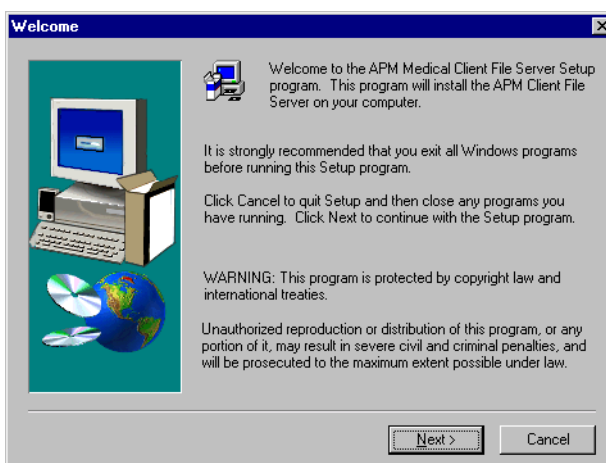 Welcome
Welcome to the APM Medical Client File Server Setup
program. This program will install the APM Client File
Server on your computer.
It is strongly recommended that you exit all Windows programs
before running this Setup program.
Click Cancel to quit Setup and then close any programs you
have running. Click Next to continue with the Setup program.
WARNING: This program is protected by copyright law and
international treaties.
Unauthorized reproduction or distribution of this program, or any
portion of it, may result in severe civil and criminal penalties, and
will be prosecuted to the maximum extent possible under law.
Next > Cancel